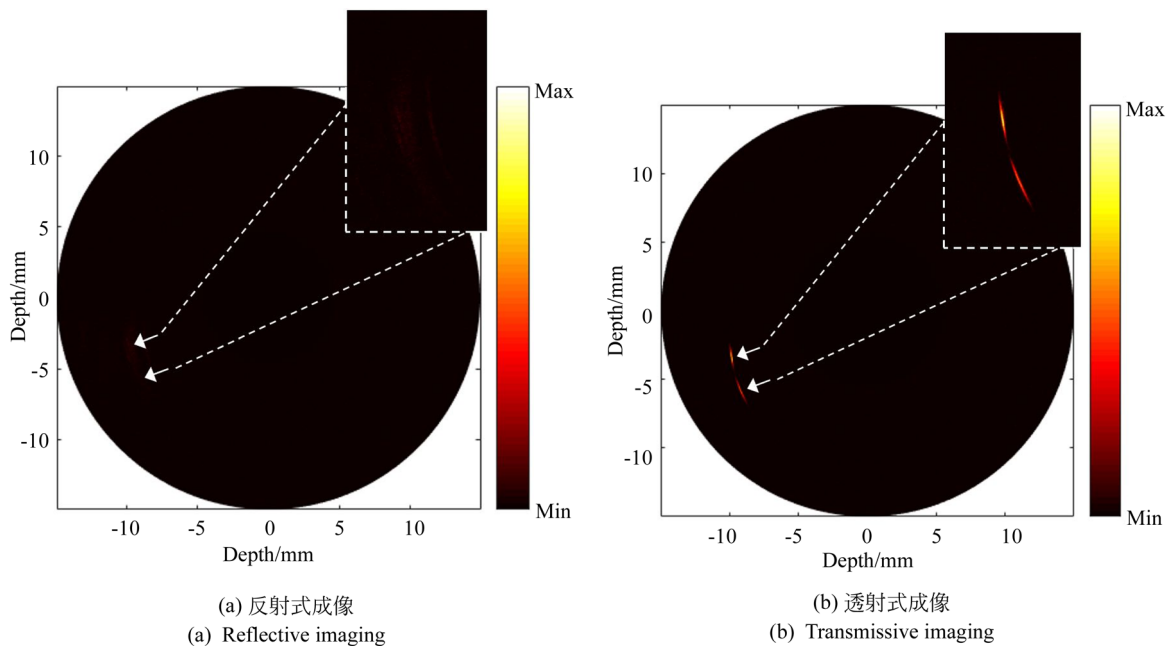 Max
10
5
0
-5
-10
Depth/mm
Min
-10
-5
0
5
10
Depth/mm
(a) 反射式成像
(a) Reflective imaging
Max
10
5
0
-5
-10
Depth/mm
Min
-10
-5
0
5
10
Depth/mm
(b) 透射式成像
(b) Transmissive imaging